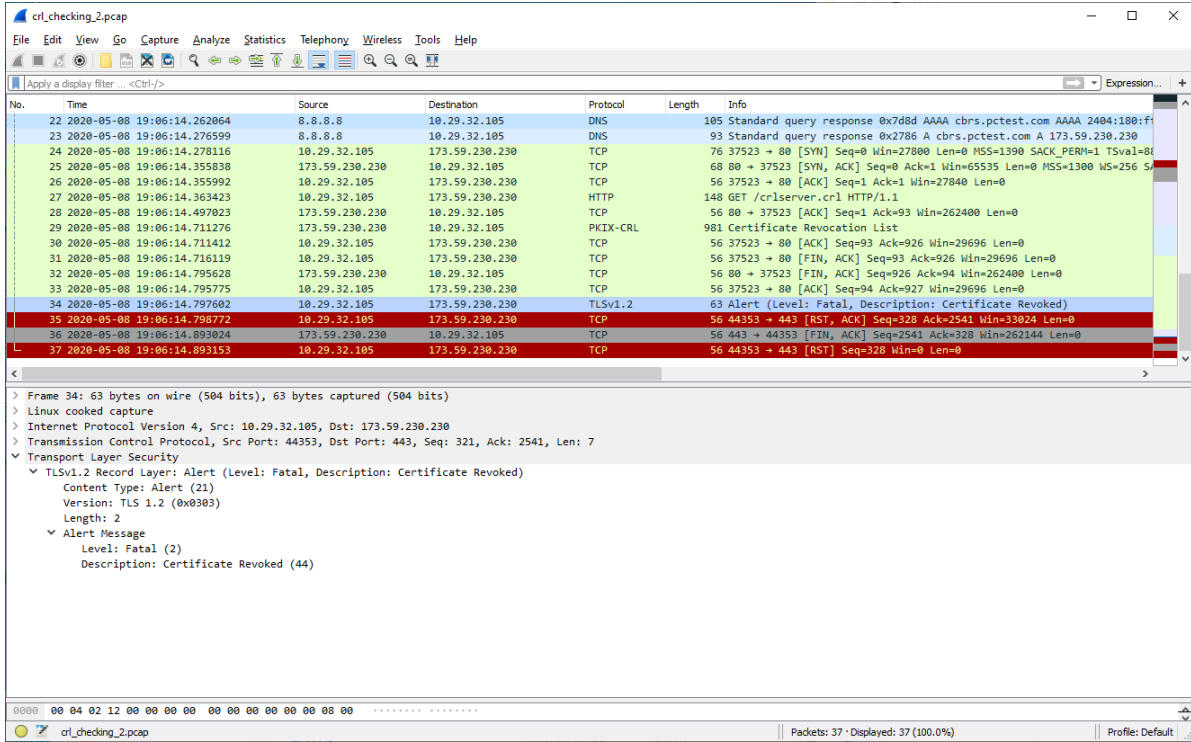 crl_checking_2.pcap
File Edit View Go Capture Analyze Statistics Telephony Wireless Tools Help
Apply a display filter ... <Ctrl-/> Expression... +
No. Time Source Destination Protocol Length Info
22 2020-05-08 19:06:14.262064 8.8.8.8 10.29.32.105 DNS 105 Standard query response 0x7d8d AAAA cbrs.pctest.com AAAA 2404:180:ff
23 2020-05-08 19:06:14.276599 8.8.8.8 10.29.32.105 DNS 93 Standard query response 0x2786 A cbrs.pctest.com A 173.59.230.230
24 2020-05-08 19:06:14.278116 10.29.32.105 173.59.230.230 TCP 76 37523 → 80 [SYN] Seq=0 Win=27800 Len=0 MSS=1390 SACK_PERM=1 TSval=88
25 2020-05-08 19:06:14.355838 173.59.230.230 10.29.32.105 TCP 68 80 → 37523 [SYN, ACK] Seq=0 Ack=1 Win=65535 Len=0 MSS=1300 WS=256 SA
26 2020-05-08 19:06:14.355992 10.29.32.105 173.59.230.230 TCP 56 37523 → 80 [ACK] Seq=1 Ack=1 Win=27840 Len=0
27 2020-05-08 19:06:14.363423 10.29.32.105 173.59.230.230 HTTP 148 GET /crlserver.crl HTTP/1.1
28 2020-05-08 19:06:14.497023 173.59.230.230 10.29.32.105 TCP 56 80 → 37523 [ACK] Seq=1 Ack=93 Win=262400 Len=0
29 2020-05-08 19:06:14.711276 173.59.230.230 10.29.32.105 PKIX-CRL 981 Certificate Revocation List
30 2020-05-08 19:06:14.711412 10.29.32.105 173.59.230.230 TCP 56 37523 → 80 [ACK] Seq=93 Ack=926 Win=29696 Len=0
31 2020-05-08 19:06:14.716119 10.29.32.105 173.59.230.230 TCP 56 37523 → 80 [FIN, ACK] Seq=93 Ack=926 Win=29696 Len=0
32 2020-05-08 19:06:14.795628 173.59.230.230 10.29.32.105 TCP 56 80 → 37523 [FIN, ACK] Seq=926 Ack=94 Win=262400 Len=0
33 2020-05-08 19:06:14.795775 10.29.32.105 173.59.230.230 TCP 56 37523 → 80 [ACK] Seq=94 Ack=927 Win=29696 Len=0
34 2020-05-08 19:06:14.797602 10.29.32.105 173.59.230.230 TLSv1.2 63 Alert (Level: Fatal, Description: Certificate Revoked)
35 2020-05-08 19:06:14.798772 10.29.32.105 173.59.230.230 TCP 56 44353 → 443 [RST, ACK] Seq=328 Ack=2541 Win=33024 Len=0
36 2020-05-08 19:06:14.893024 173.59.230.230 10.29.32.105 TCP 56 443 → 44353 [FIN, ACK] Seq=2541 Ack=328 Win=262144 Len=0
37 2020-05-08 19:06:14.893153 10.29.32.105 173.59.230.230 TCP 56 44353 → 443 [RST] Seq=328 Win=0 Len=0
Frame 34: 63 bytes on wire (504 bits), 63 bytes captured (504 bits)
Linux cooked capture
Internet Protocol Version 4, Src: 10.29.32.105, Dst: 173.59.230.230
Transmission Control Protocol, Src Port: 44353, Dst Port: 443, Seq: 321, Ack: 2541, Len: 7
Transport Layer Security
TLSv1.2 Record Layer: Alert (Level: Fatal, Description: Certificate Revoked)
Content Type: Alert (21)
Version: TLS 1.2 (0x0303)
Length: 2
Alert Message
Level: Fatal (2)
Description: Certificate Revoked (44)
0000 00 04 02 12 00 00 00 00 00 00 00 00 00 00 08 00 ········ ········
crl_checking_2.pcap Packets: 37 · Displayed: 37 (100.0%) Profile: Default